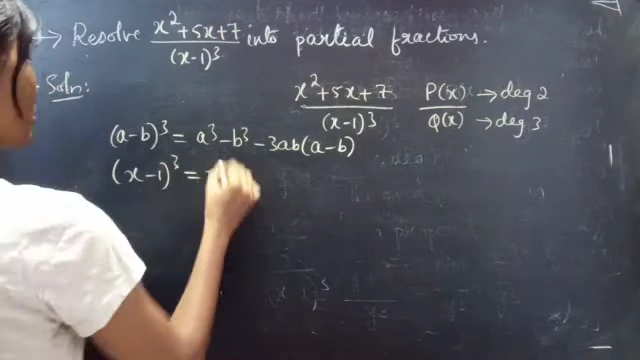 → Resolve (x²+5x+7)/(x-1)³ into partial fractions.
Soln:
(x²+5x+7)/(x-1)³ P(x)/Q(x) → deg 2 → deg 3
(a-b)³ = a³-b³-3ab(a-b)
(x-1)³ =